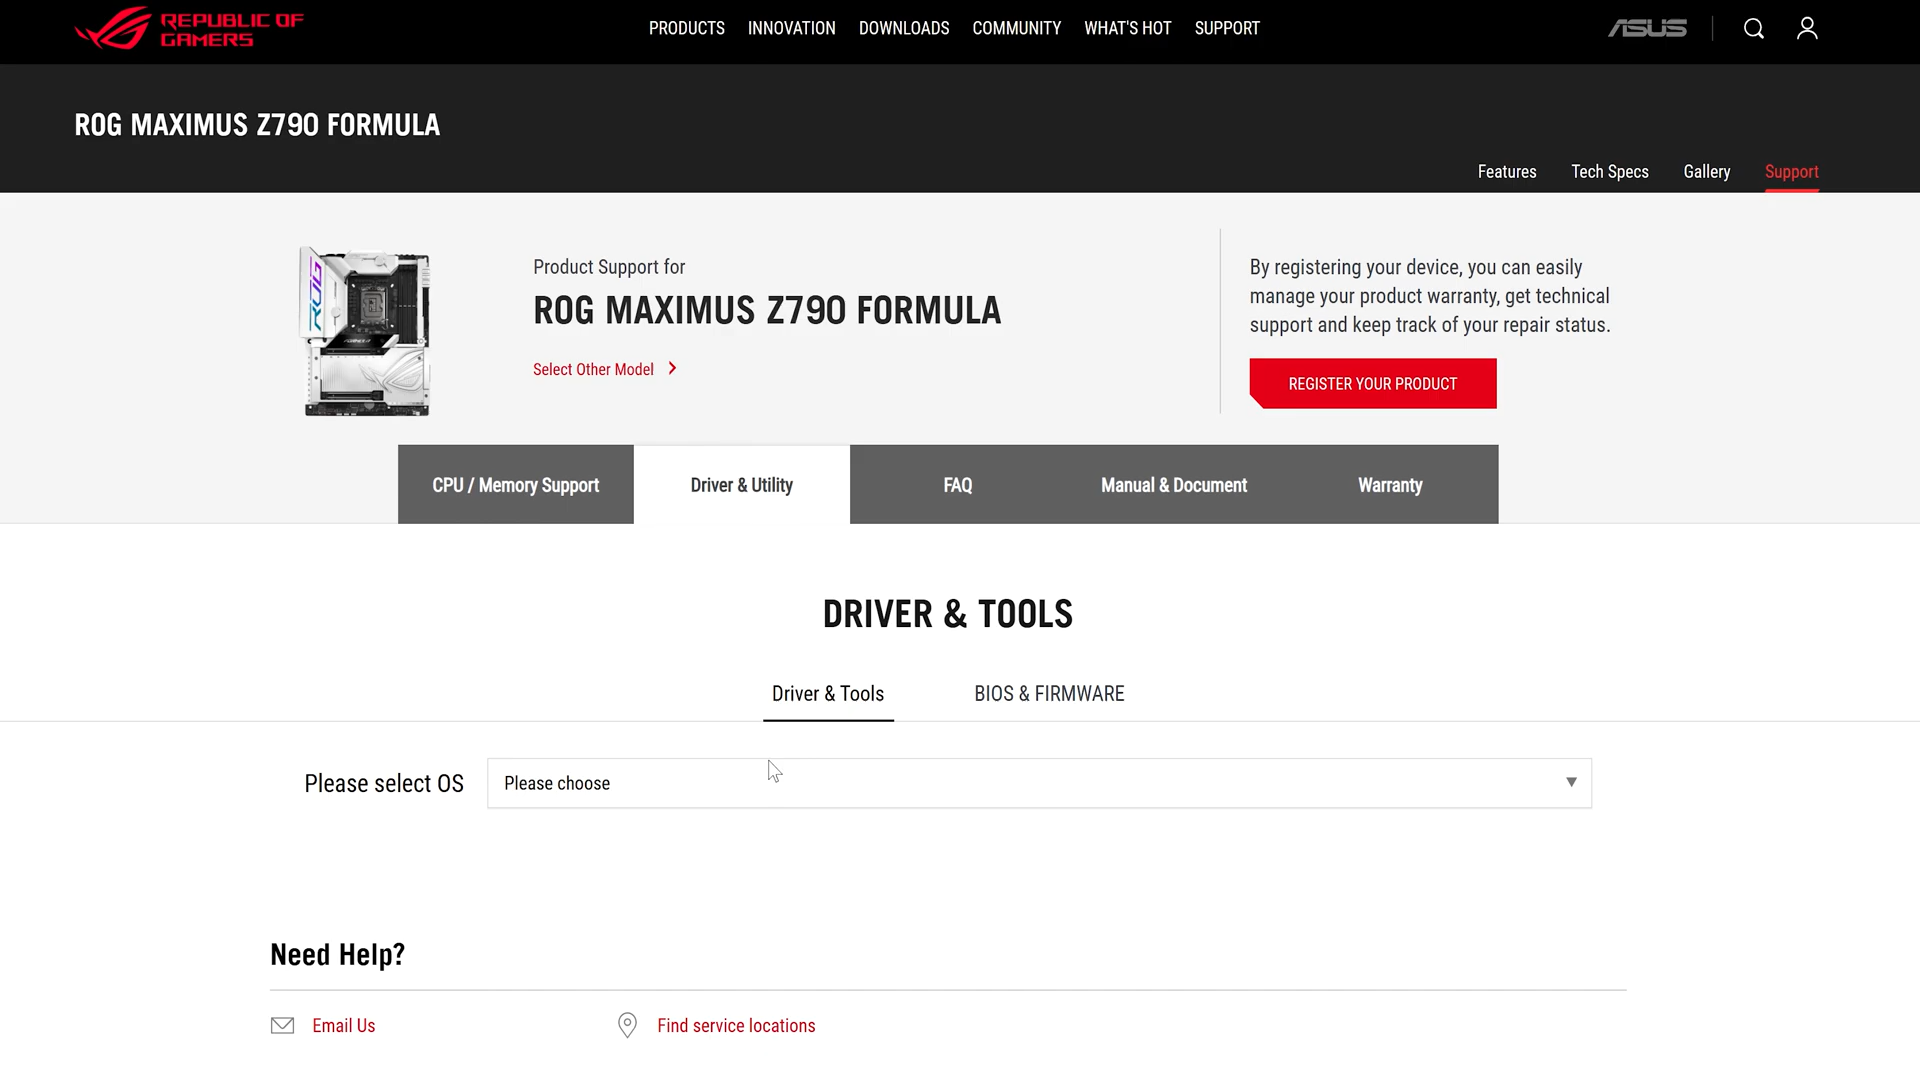 REPUBLIC OF
GAMERS
PRODUCTS
INNOVATION
DOWNLOADS
COMMUNITY
WHAT'S HOT
SUPPORT
ASUS
ROG MAXIMUS Z790 FORMULA
Features
Tech Specs
Gallery
Support
Product Support for
ROG MAXIMUS Z790 FORMULA
Select Other Model
By registering your device, you can easily
manage your product warranty, get technical
support and keep track of your repair status.
REGISTER YOUR PRODUCT
CPU / Memory Support
Driver & Utility
FAQ
Manual & Document
Warranty
DRIVER & TOOLS
Driver & Tools
BIOS & FIRMWARE
Please select OS
Please choose
Need Help?
Email Us
Find service locations